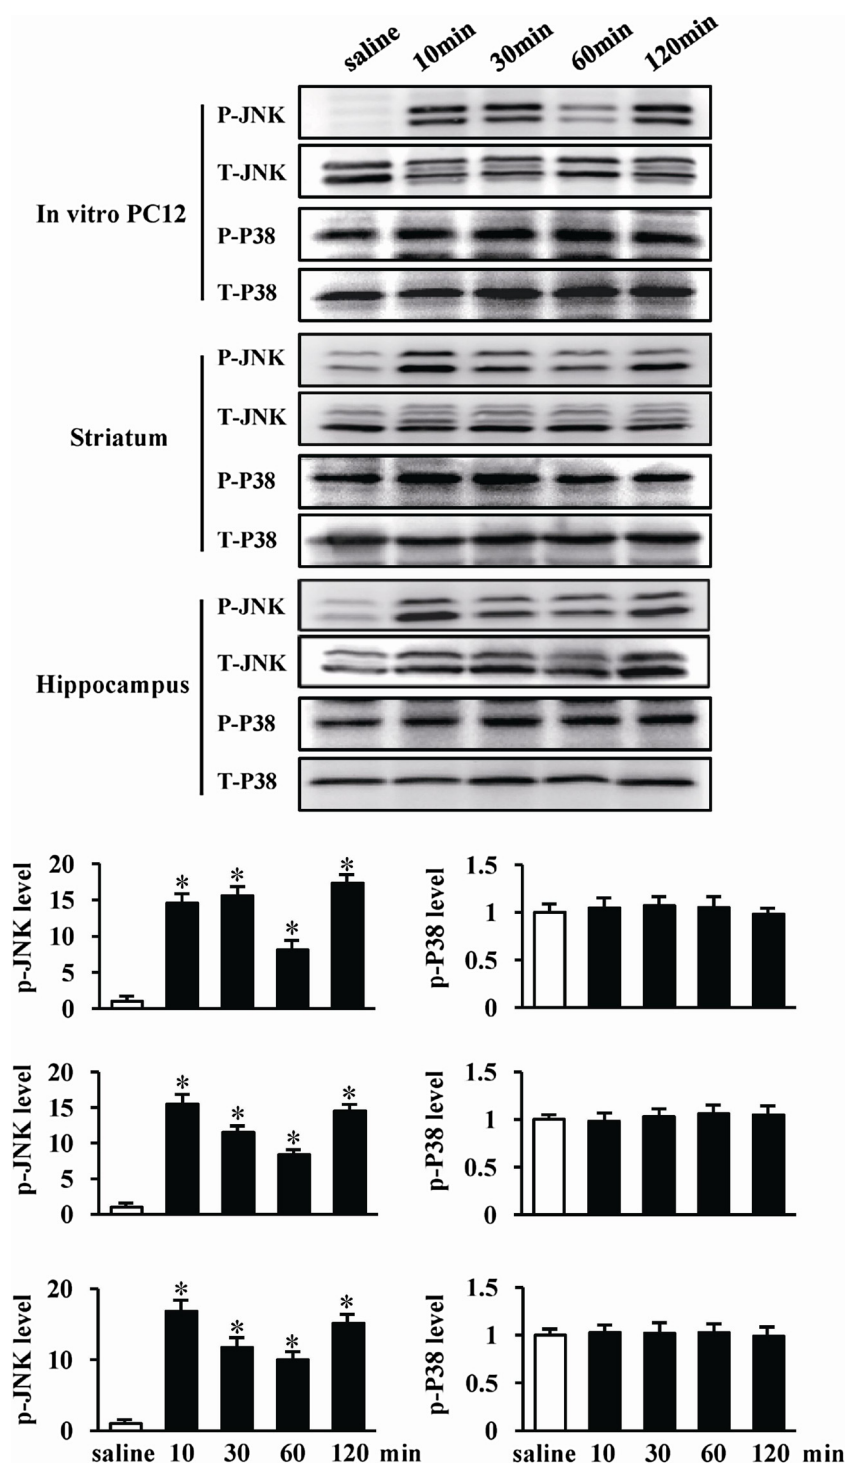 saline 10min 30min 60min 120min
P-JNK
T-JNK
In vitro PC12
P-P38
T-P38
P-JNK
T-JNK
Striatum
P-P38
T-P38
P-JNK
T-JNK
Hippocampus
P-P38
T-P38
p-JNK level
20
15
10
5
0
* * * *
p-P38 level
1.5
1
0.5
0
p-JNK level
20
15
10
5
0
* * * *
p-P38 level
1.5
1
0.5
0
p-JNK level
20
10
0
* * * *
saline 10 30 60 120 min
p-P38 level
1.5
1
0.5
0
saline 10 30 60 120 min